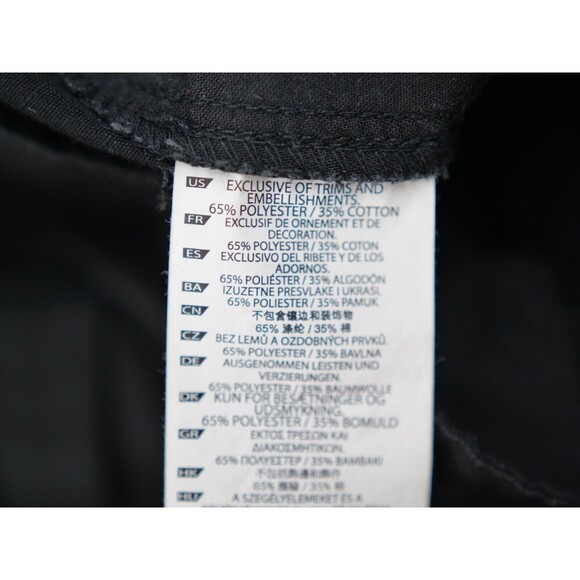 US EXCLUSIVE OF TRIMS AND
EMBELLISHMENTS.
65% POLYESTER / 35% COTTON
FR EXCLUSIF DE ORNEMENT ET DE
DECORATION.
65% POLYESTER / 35% COTON
ES EXCLUSIVO DEL RIBETE Y DE LOS
ADORNOS.
65% POLIÉSTER / 35% ALGODÓN
BA IZUZETNE PRESVLAKE I UKRASI.
65% POLIESTER / 35% PAMUK
CN 不包含镶边和装饰物
65% 涤纶 / 35% 棉
CZ BEZ LEMŮ A OZDOBNÝCH PRVKŮ.
65% POLYESTER / 35% BAVLNA
DE AUSGENOMMEN LEISTEN UND
VERZIERUNGEN.
65% POLYESTER / 35% BAUMWOLLE
DK KUN FOR BESÆTNINGER OG
UDSMYKNING.
65% POLYESTER / 35% BOMULD
GR ΕΚΤΟΣ ΤΡΕΣΩΝ ΚΑΙ
ΔΙΑΚΟΣΜΗΤΙΚΩΝ.
65% ΠΟΛΥΕΣΤΕΡ / 35% ΒΑΜΒΑΚΙ
HK
65% / 35% 棉
HU A SZEGÉLYELEMEKET ÉS A